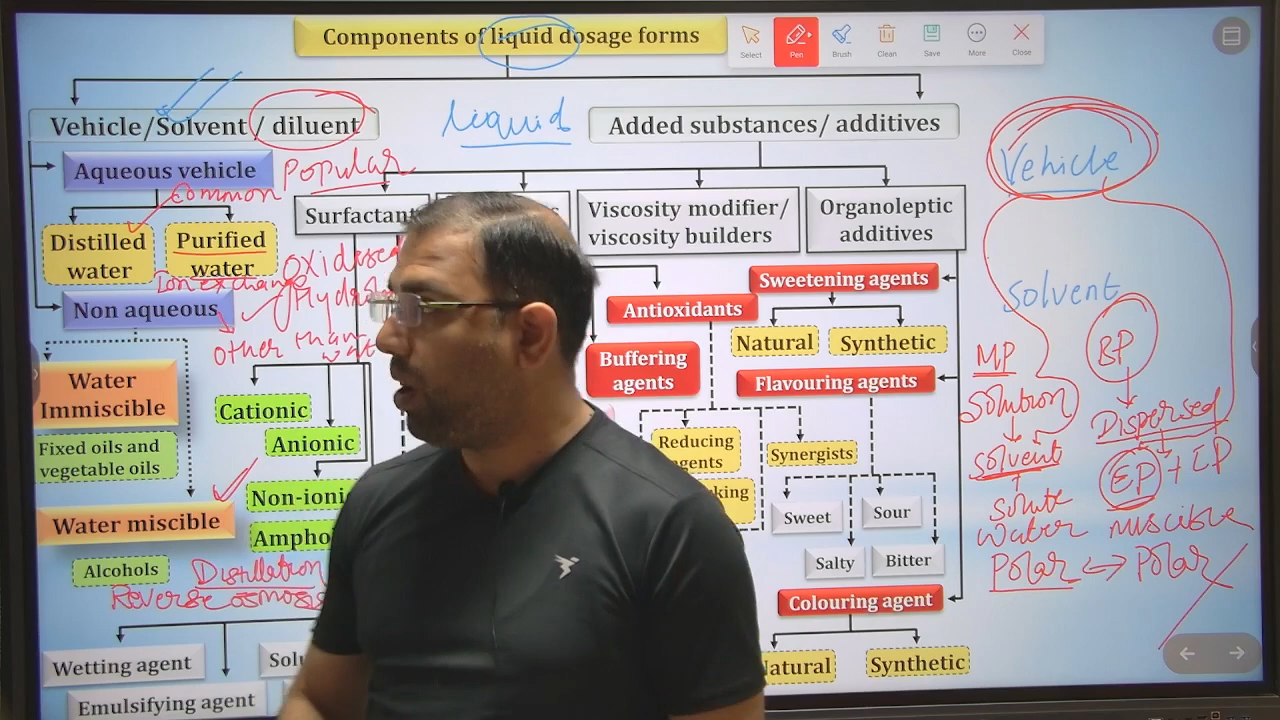 Components of liquid dosage forms
Select
Pen
Brush
Clean
Save
More
Close
Vehicle/Solvent / diluent
liquid
Added substances/ additives
Aqueous vehicle
Popular
Common
Distilled
water
Purified
water
Ion exchange
Non aqueous
other than
Water
Immiscible
Fixed oils and
vegetable oils
Water miscible
Alcohols
Distillation
Reverse osmosis
Wetting agent
Emulsifying agent
Cationic
Anionic
Viscosity modifier/
viscosity builders
Organoleptic
additives
Antioxidants
Buffering
agents
Reducing
Synergists
Sweetening agents
Natural
Synthetic
Flavouring agents
Sweet
Sour
Salty
Bitter
Colouring agent
Natural
Synthetic
Vehicle
Solvent
MP
Solution
solvent
solute
water
Polar ↔ Polar
BP
Dispersed
EP + IP
miscible